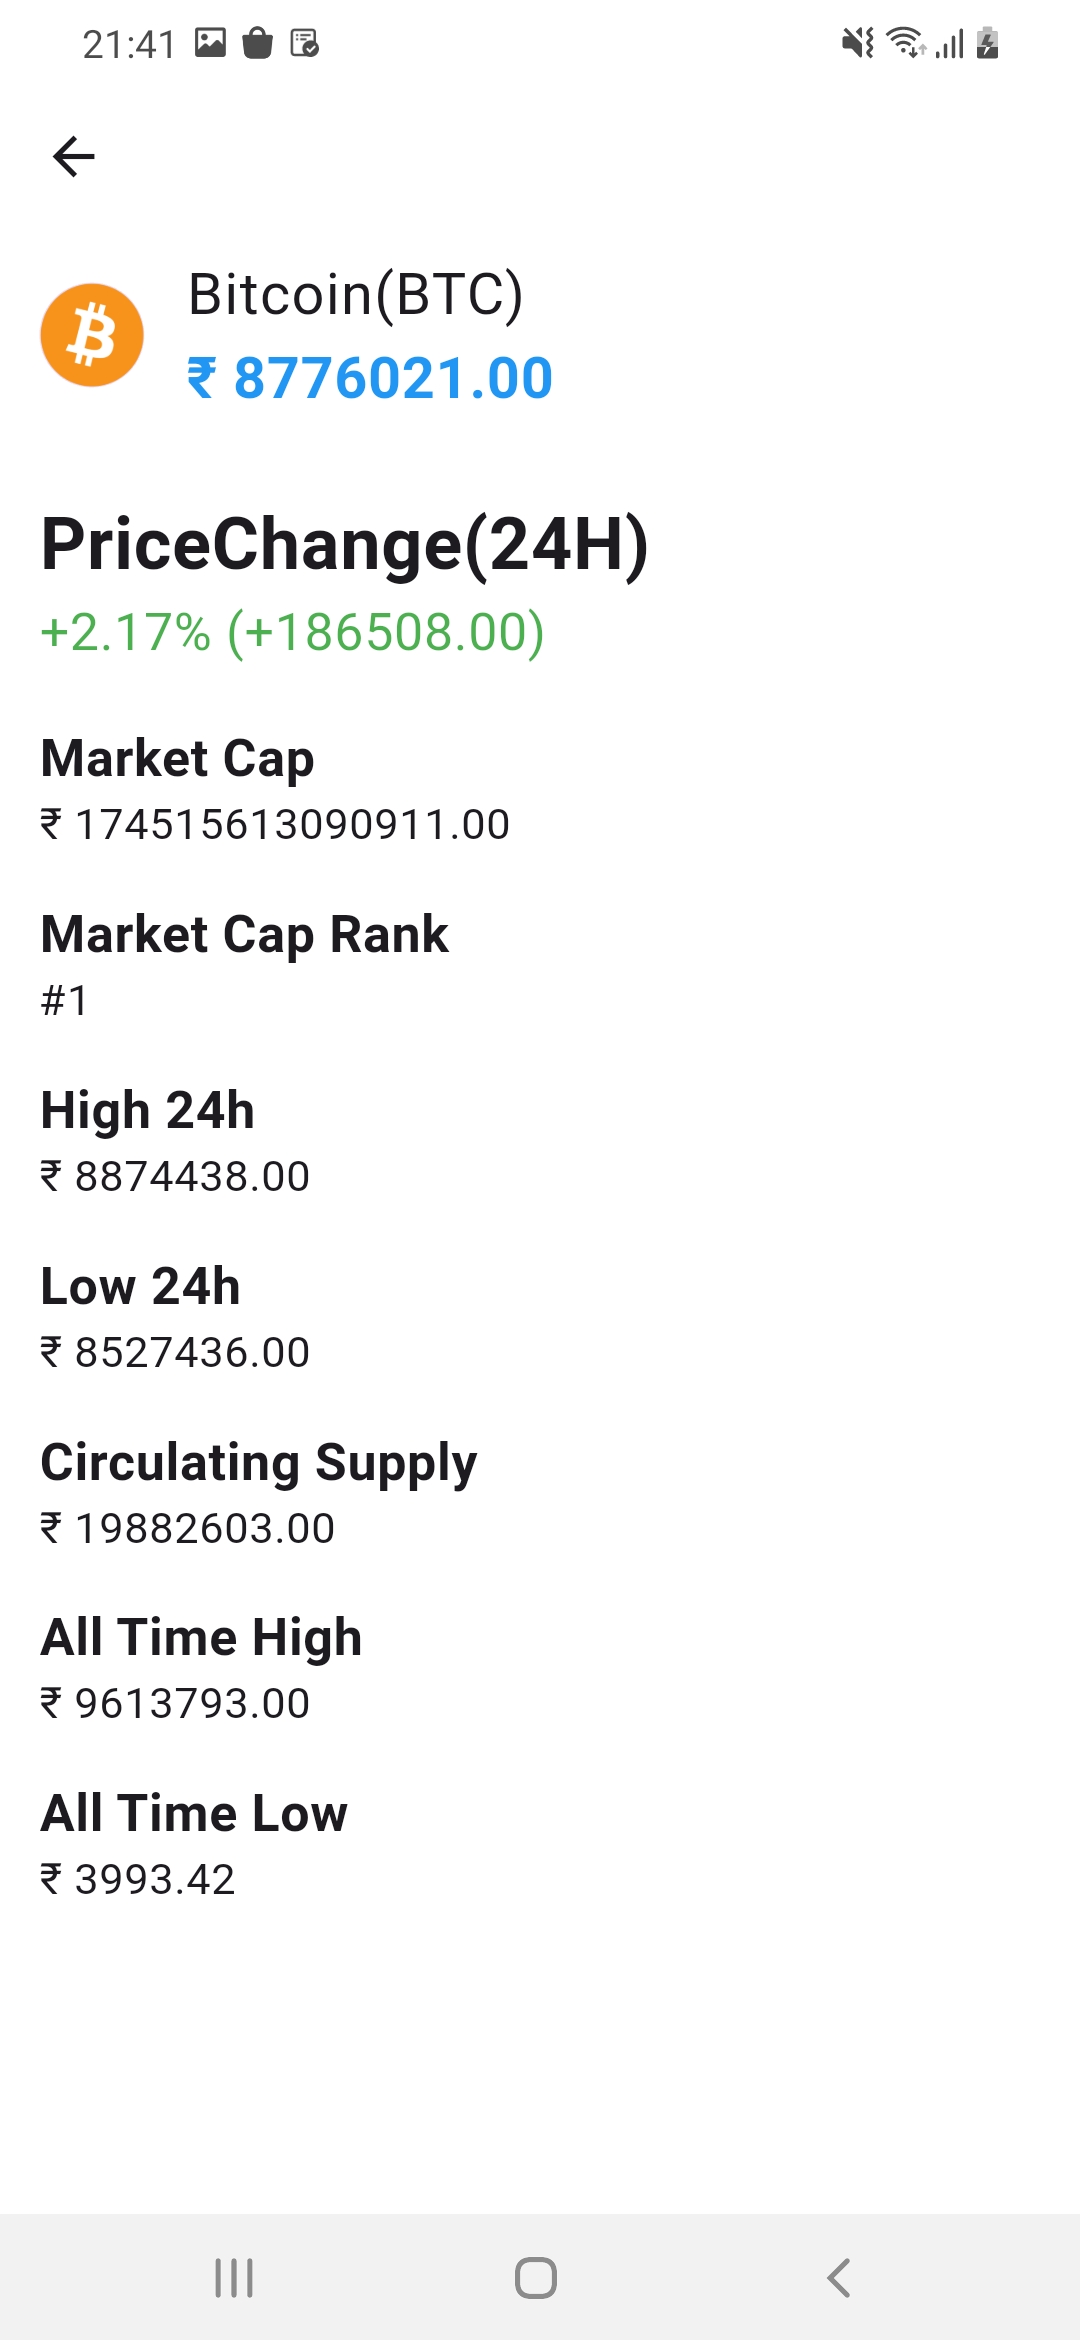 21:41
Bitcoin(BTC)
₹ 8776021.00
PriceChange(24H)
+2.17% (+186508.00)
Market Cap
₹ 174515613090911.00
Market Cap Rank
#1
High 24h
₹ 8874438.00
Low 24h
₹ 8527436.00
Circulating Supply
₹ 19882603.00
All Time High
₹ 9613793.00
All Time Low
₹ 3993.42